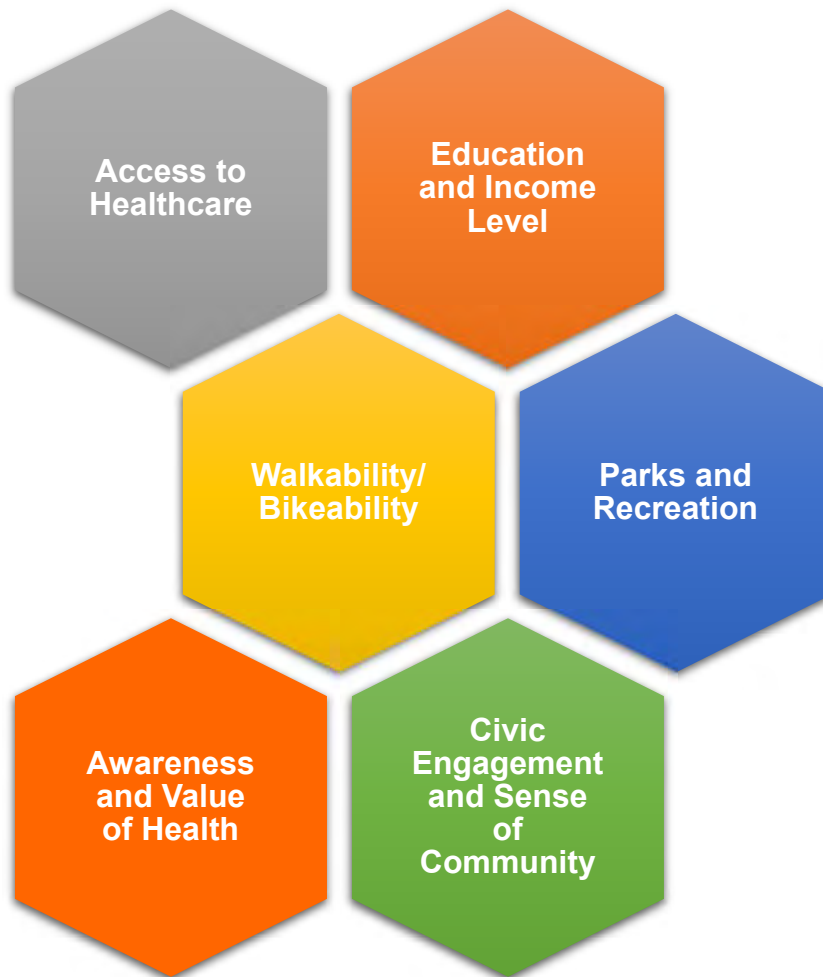 Access to
Healthcare
Education
and Income
Level
Walkability/
Bikeability
Parks and
Recreation
Awareness
and Value
of Health
Civic
Engagement
and Sense
of
Community